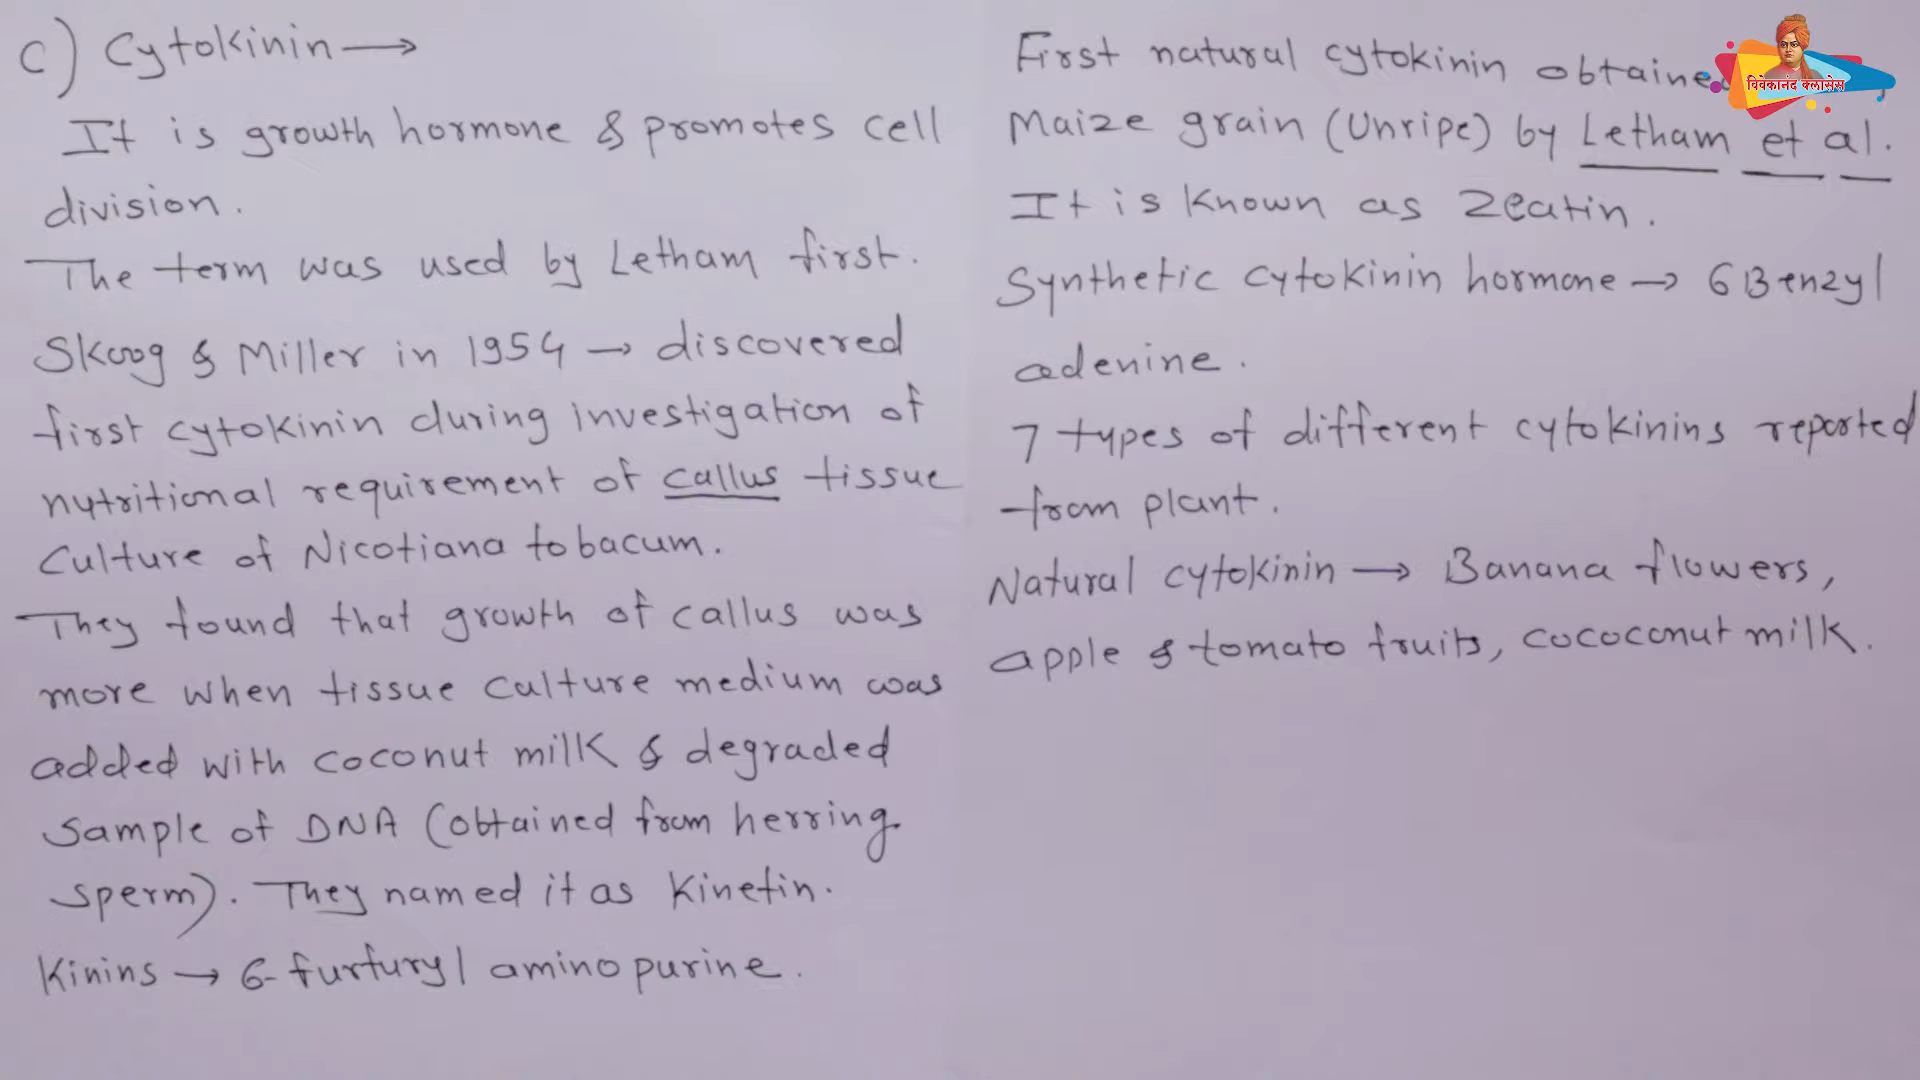 C) Cytokinin →
It is growth hormone & promotes cell
division.
The term was used by Letham first.
Skoog & Miller in 1954 → discovered
first cytokinin during investigation of
nutritional requirement of callus tissue
culture of Nicotiana tobacum.
They found that growth of callus was
more when tissue culture medium was
added with coconut milk & degraded
sample of DNA (obtained from herring
sperm). They named it as Kinetin.
Kinins → 6-furfuryl amino purine.
First natural cytokinin
Maize grain (Unripe) by Letham et al.
It is known as Zeatin.
Synthetic cytokinin hormone → 6 Benzyl
adenine.
7 types of different cytokinins reported
from plant.
Natural cytokinin → Banana flowers,
apple & tomato fruits, cococonut milk.
विवेकानंद क्लासेस